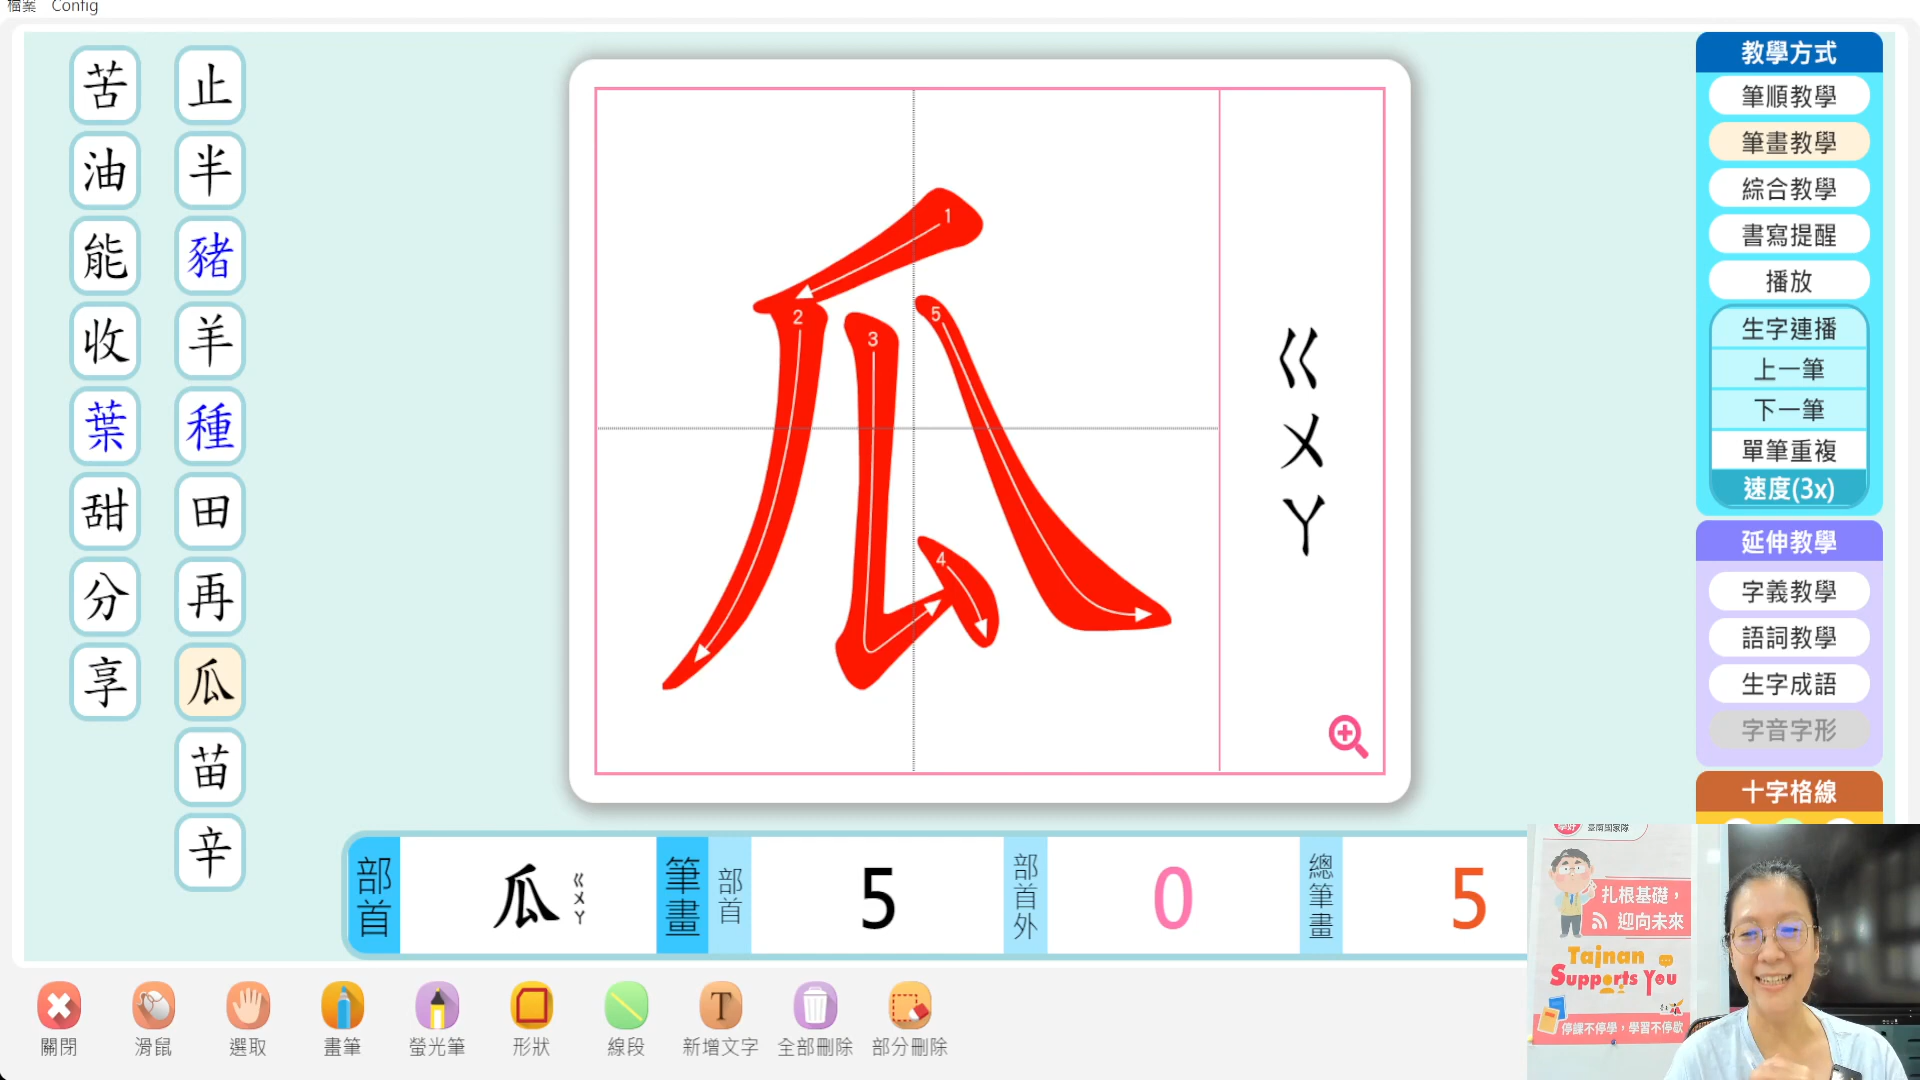 檔案 Config
苦
油
能
收
葉
甜
分
享
止
半
豬
羊
種
田
再
瓜
苗
辛
1
2
3
4
5
ㄍ
ㄨ
ㄚ
教學方式
筆順教學
筆畫教學
綜合教學
書寫提醒
播放
生字連播
上一筆
下一筆
單筆重複
速度(3x)
延伸教學
字義教學
語詞教學
生字成語
字音字形
十字格線
部首
瓜 ㄍㄨㄚ
筆畫
部首
5
部首外
0
總筆畫
5
關閉
滑鼠
選取
畫筆
螢光筆
形狀
線段
新增文字
全部刪除
部分刪除
扎根基礎，
迎向未來
Tajnan
Supports You
停課不停學，學習不停歇